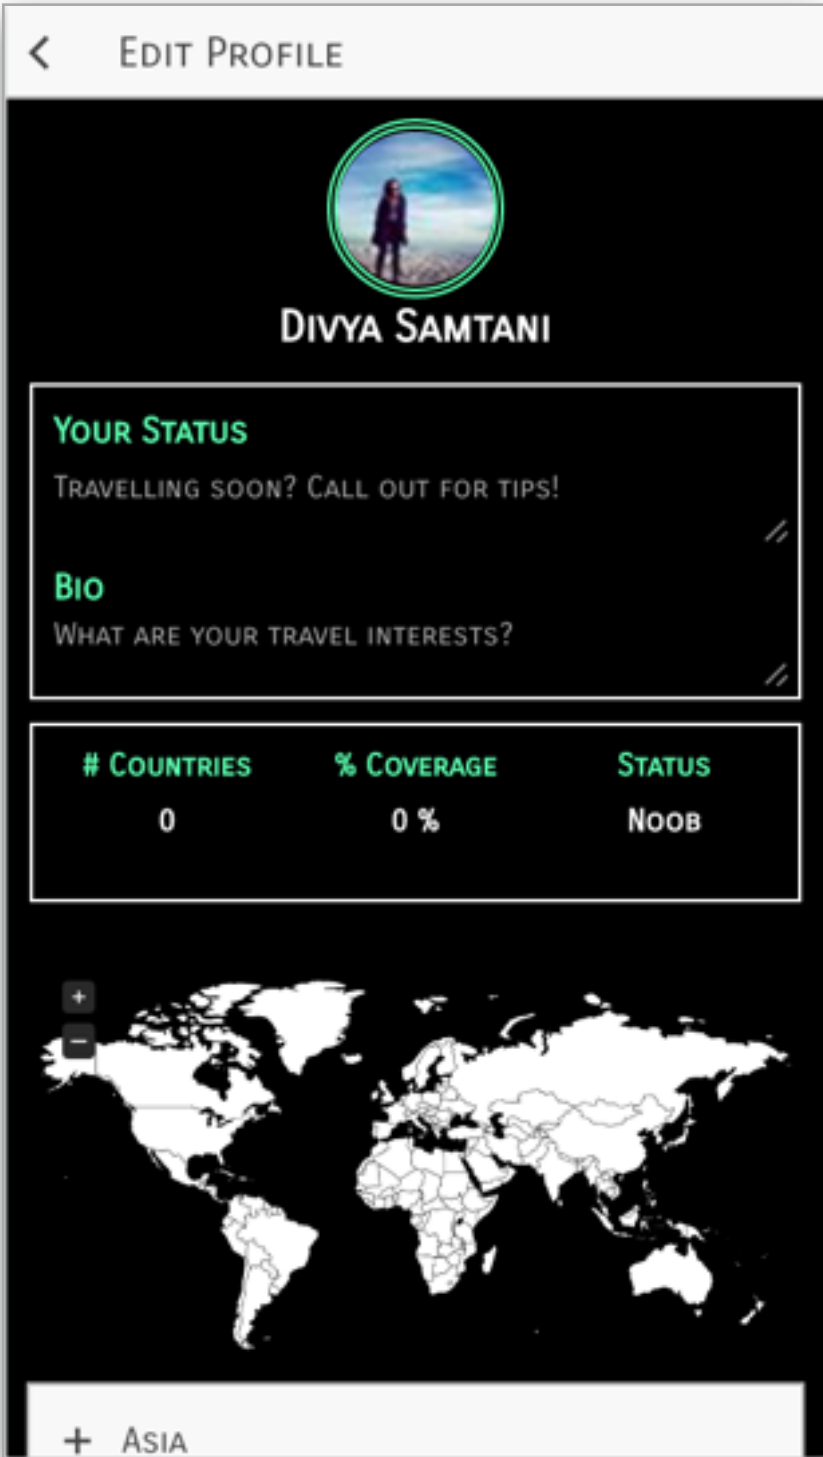 Edit Profile
Divya Samtani
Your Status
Travelling soon? Call out for tips!
Bio
What are your travel interests?
# Countries % Coverage Status
0 0 % Noob
+
−
+ Asia